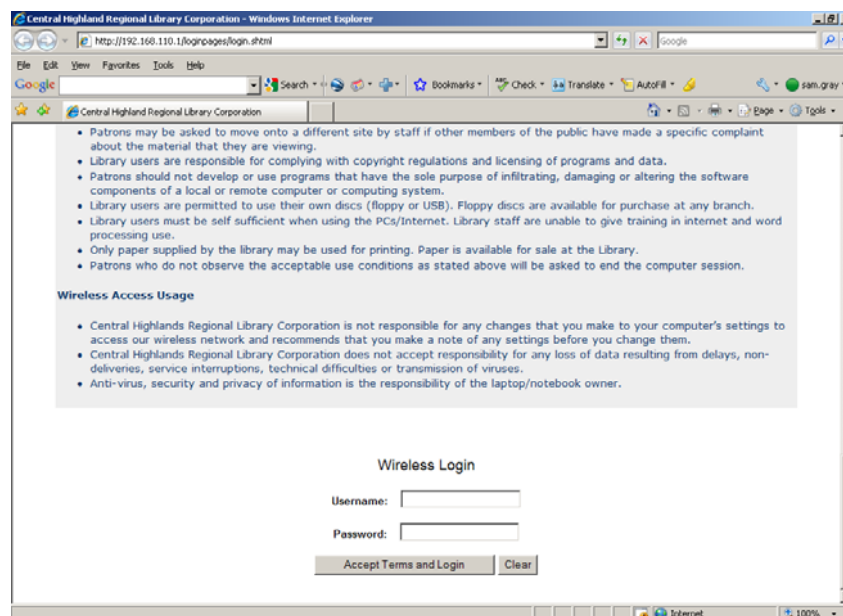 Central Highland Regional Library Corporation - Windows Internet Explorer
http://192.168.110.1/loginpages/login.shtml
Google
File Edit View Favorites Tools Help
Google Search Bookmarks Check Translate AutoFill sam.gray
Central Highland Regional Library Corporation Page Tools
• Patrons may be asked to move onto a different site by staff if other members of the public have made a specific complaint
about the material that they are viewing.
• Library users are responsible for complying with copyright regulations and licensing of programs and data.
• Patrons should not develop or use programs that have the sole purpose of infiltrating, damaging or altering the software
components of a local or remote computer or computing system.
• Library users are permitted to use their own discs (floppy or USB). Floppy discs are available for purchase at any branch.
• Library users must be self sufficient when using the PCs/Internet. Library staff are unable to give training in internet and word
processing use.
• Only paper supplied by the library may be used for printing. Paper is available for sale at the Library.
• Patrons who do not observe the acceptable use conditions as stated above will be asked to end the computer session.
Wireless Access Usage
• Central Highlands Regional Library Corporation is not responsible for any changes that you make to your computer's settings to
access our wireless network and recommends that you make a note of any settings before you change them.
• Central Highlands Regional Library Corporation does not accept responsibility for any loss of data resulting from delays, non-
deliveries, service interruptions, technical difficulties or transmission of viruses.
• Anti-virus, security and privacy of information is the responsibility of the laptop/notebook owner.
Wireless Login
Username:
Password:
Accept Terms and Login Clear
Internet 100%